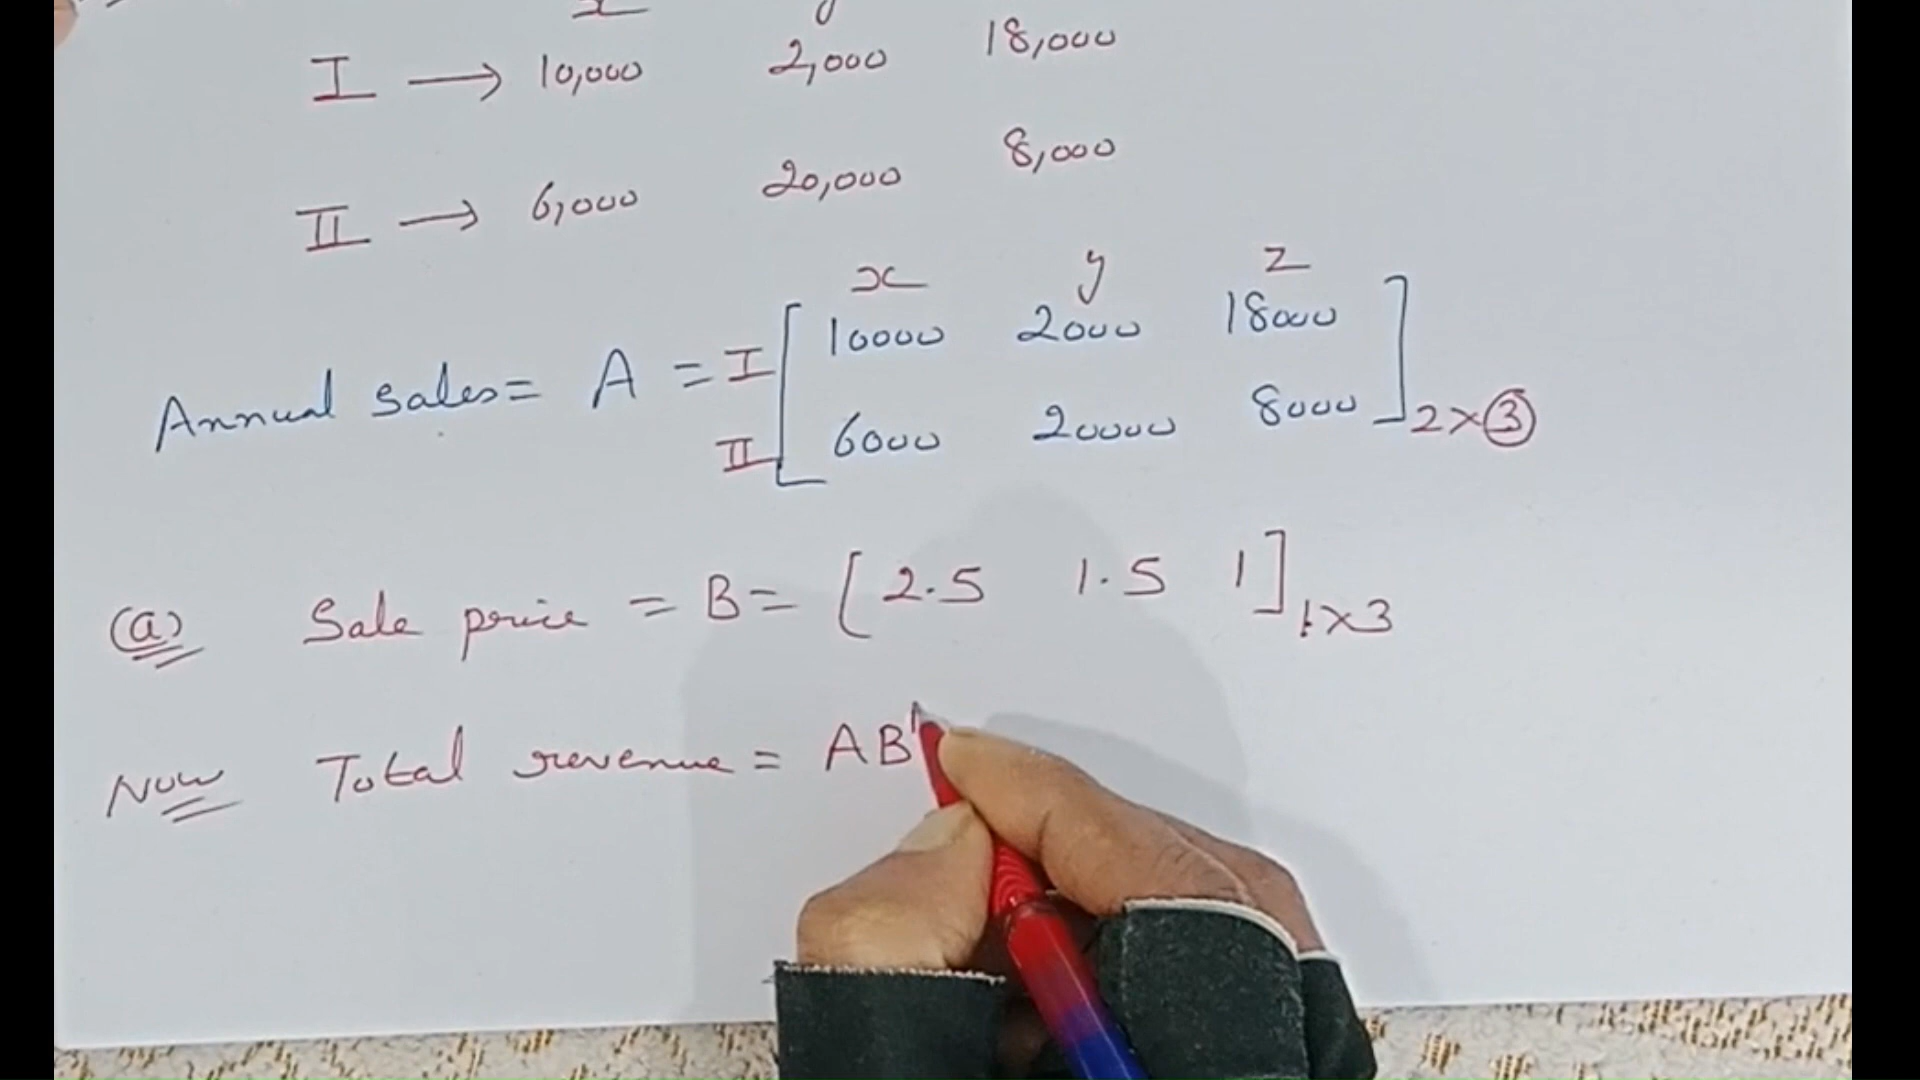 x y
I → 10,000 2,000 18,000
II → 6,000 20,000 8,000
x y z
Annual sales = A = I [ 10000 2000 18000
II 6000 20000 8000 ] 2×3
(a) Sale price = B = [ 2.5 1.5 1 ] 1×3
Now Total revenue = AB'